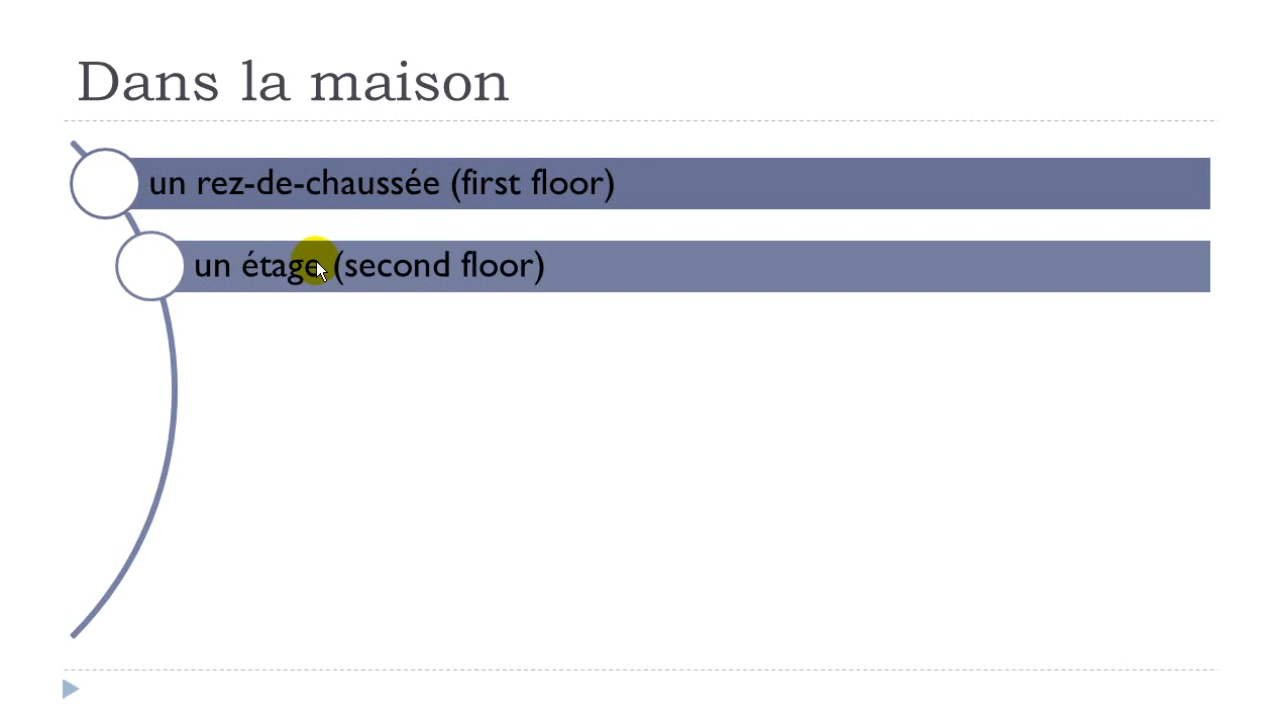 Dans la maison
un rez-de-chaussée (first floor)
un étage (second floor)